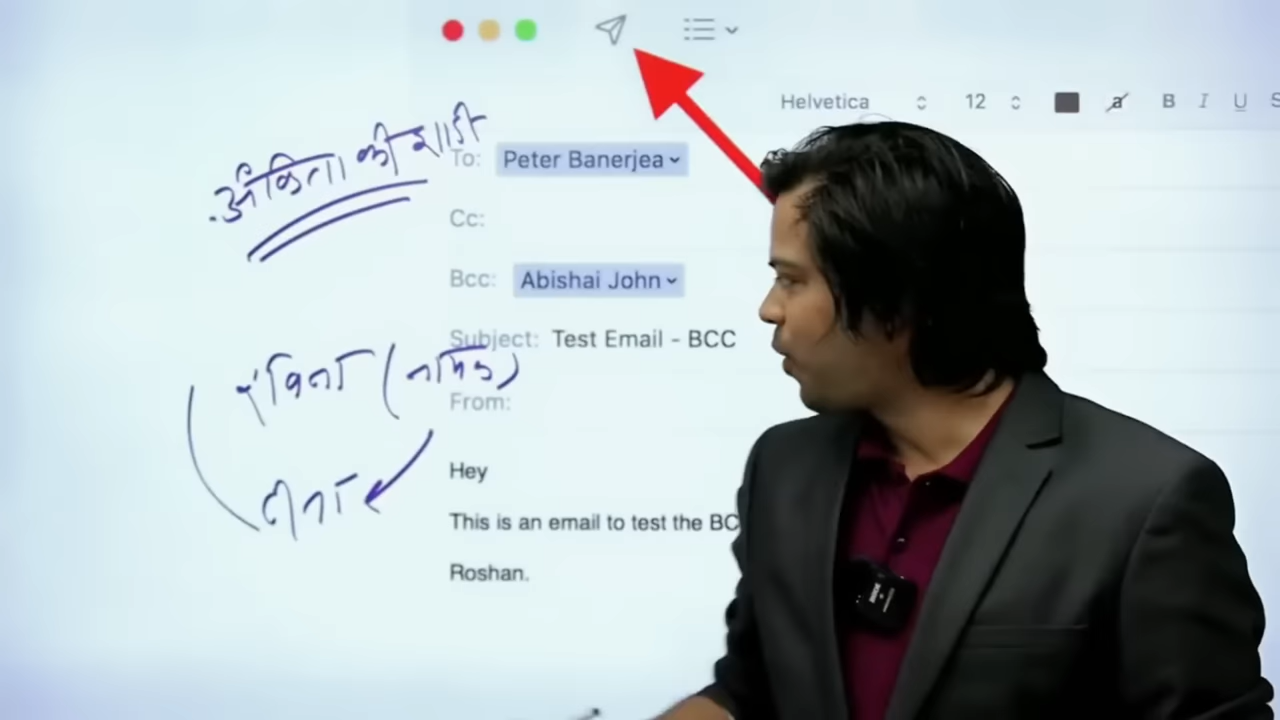 Helvetica 12 a B I U S
अंकिता की शादी
To: Peter Banerjea
Cc:
Bcc: Abishai John
Subject: Test Email - BCC
From:
Hey
This is an email to test the BC
Roshan.